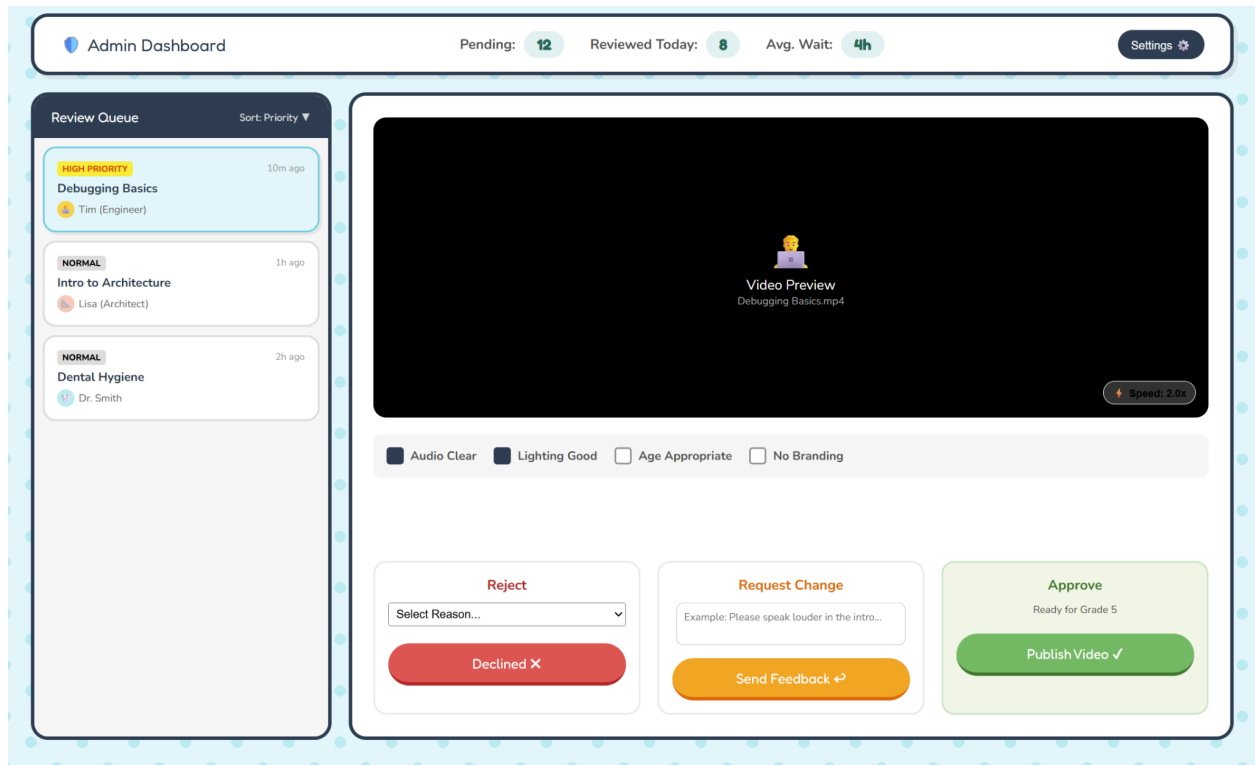 Admin Dashboard
Pending: 12 Reviewed Today: 8 Avg. Wait: 4h
Settings
Review Queue
Sort: Priority ▼
HIGH PRIORITY
10m ago
Debugging Basics
Tim (Engineer)
NORMAL
1h ago
Intro to Architecture
Lisa (Architect)
NORMAL
2h ago
Dental Hygiene
Dr. Smith
Video Preview
Debugging Basics.mp4
Speed: 2.0x
Audio Clear Lighting Good Age Appropriate No Branding
Reject
Select Reason...
Declined ✕
Request Change
Example: Please speak louder in the intro...
Send Feedback ↩
Approve
Ready for Grade 5
Publish Video ✓